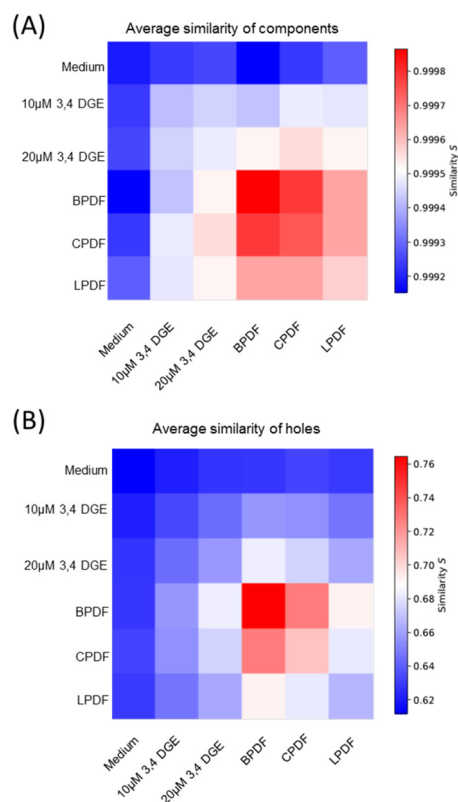 (A)
Average similarity of components
Medium
10µM 3,4 DGE
20µM 3,4 DGE
BPDF
CPDF
LPDF
Medium
10µM 3,4 DGE
20µM 3,4 DGE
BPDF
CPDF
LPDF
0.9998
0.9997
0.9996
0.9995
0.9994
0.9993
0.9992
Similarity S
(B)
Average similarity of holes
Medium
10µM 3,4 DGE
20µM 3,4 DGE
BPDF
CPDF
LPDF
Medium
10µM 3,4 DGE
20µM 3,4 DGE
BPDF
CPDF
LPDF
0.76
0.74
0.72
0.70
0.68
0.66
0.64
0.62
Similarity S